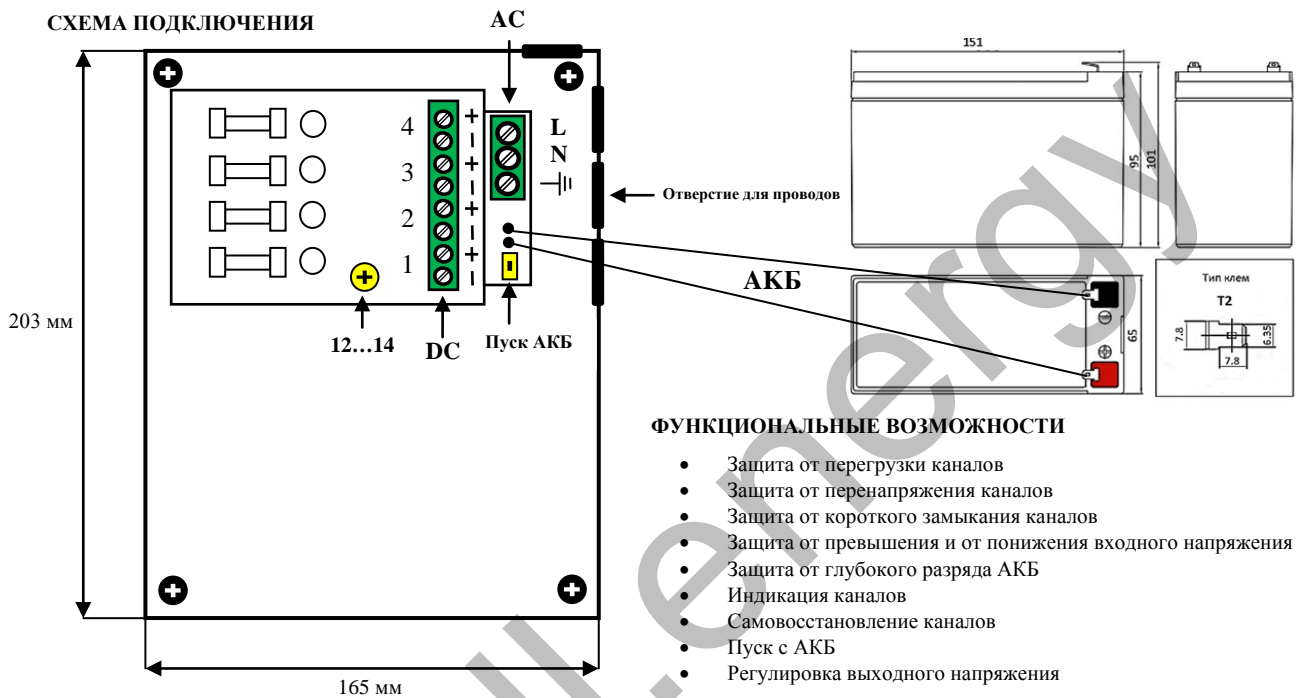 СХЕМА ПОДКЛЮЧЕНИЯ
AC
4
3
2
1
+
+
+
+
L
N
Отверстие для проводов
АКБ
12…14
DC
Пуск АКБ
203 мм
165 мм
151
95
101
65
Тип клем
T2
7.8
6.35
7.8
ФУНКЦИОНАЛЬНЫЕ ВОЗМОЖНОСТИ
• Защита от перегрузки каналов
• Защита от перенапряжения каналов
• Защита от короткого замыкания каналов
• Защита от превышения и от понижения входного напряжения
• Защита от глубокого разряда АКБ
• Индикация каналов
• Самовосстановление каналов
• Пуск с АКБ
• Регулировка выходного напряжения